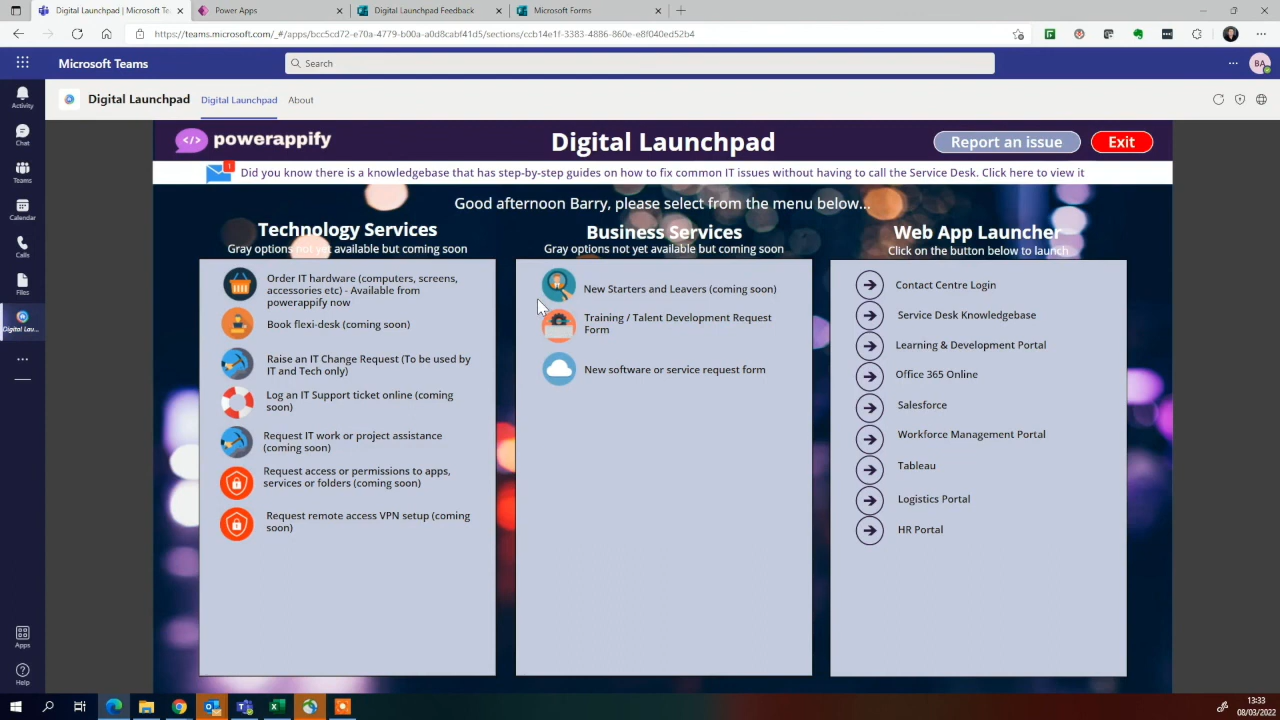 Digital Launchpad | Microsoft Te...
Power Apps
Digital Launchpad Feedback
Microsoft Forms
https://teams.microsoft.com/_#/apps/bcc5cd72-e70a-4779-b00a-a0d8cabf41d5/sections/ccb14e1f-3383-4886-860e-e8f040ed52b4
Microsoft Teams
Search
BA
Activity
Chat
Teams
Calendar
Calls
Files
Digital Lau...
Apps
Help
Digital Launchpad
Digital Launchpad
About
</> powerappify
Digital Launchpad
Report an issue
Exit
1
Did you know there is a knowledgebase that has step-by-step guides on how to fix common IT issues without having to call the Service Desk. Click here to view it
Good afternoon Barry, please select from the menu below...
Technology Services
Gray options not yet available but coming soon
Order IT hardware (computers, screens,
accessories etc) - Available from
powerappify now
Book flexi-desk (coming soon)
Raise an IT Change Request (To be used by
IT and Tech only)
Log an IT Support ticket online (coming
soon)
Request IT work or project assistance
(coming soon)
Request access or permissions to apps,
services or folders (coming soon)
Request remote access VPN setup (coming
soon)
Business Services
Gray options not yet available but coming soon
New Starters and Leavers (coming soon)
Training / Talent Development Request
Form
New software or service request form
Web App Launcher
Click on the button below to launch
Contact Centre Login
Service Desk Knowledgebase
Learning & Development Portal
Office 365 Online
Salesforce
Workforce Management Portal
Tableau
Logistics Portal
HR Portal
13:33
08/03/2022